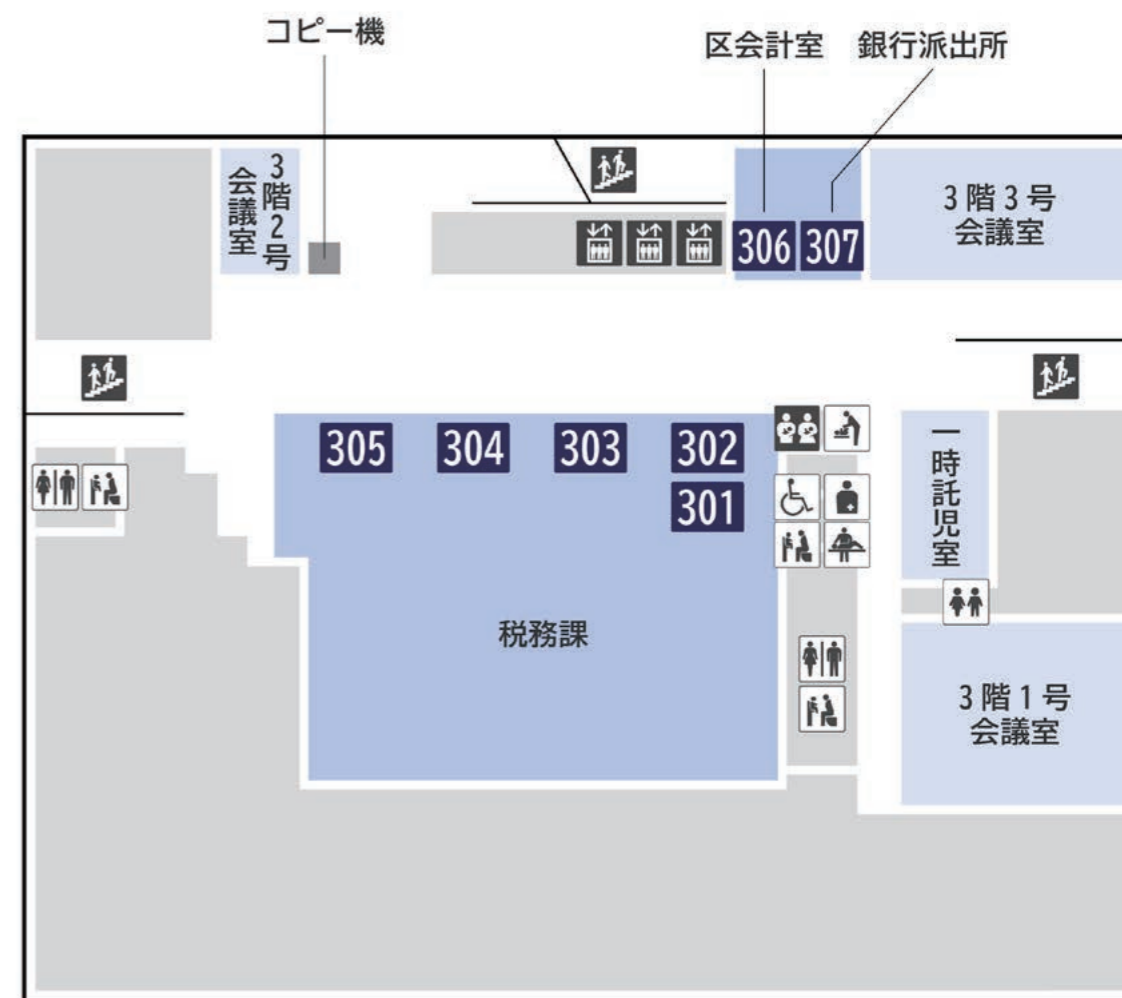 コピー機
区会計室
銀行派出所
3階2号
会議室
306
307
3階3号
会議室
305
304
303
302
301
一時託児室
税務課
3階1号
会議室